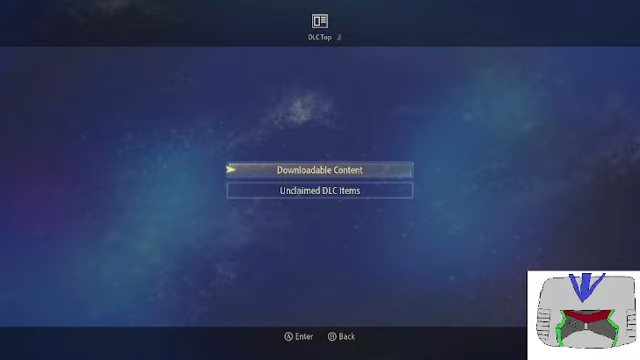 DLC Top
Downloadable Content
Unclaimed DLC Items
A Enter
B Back